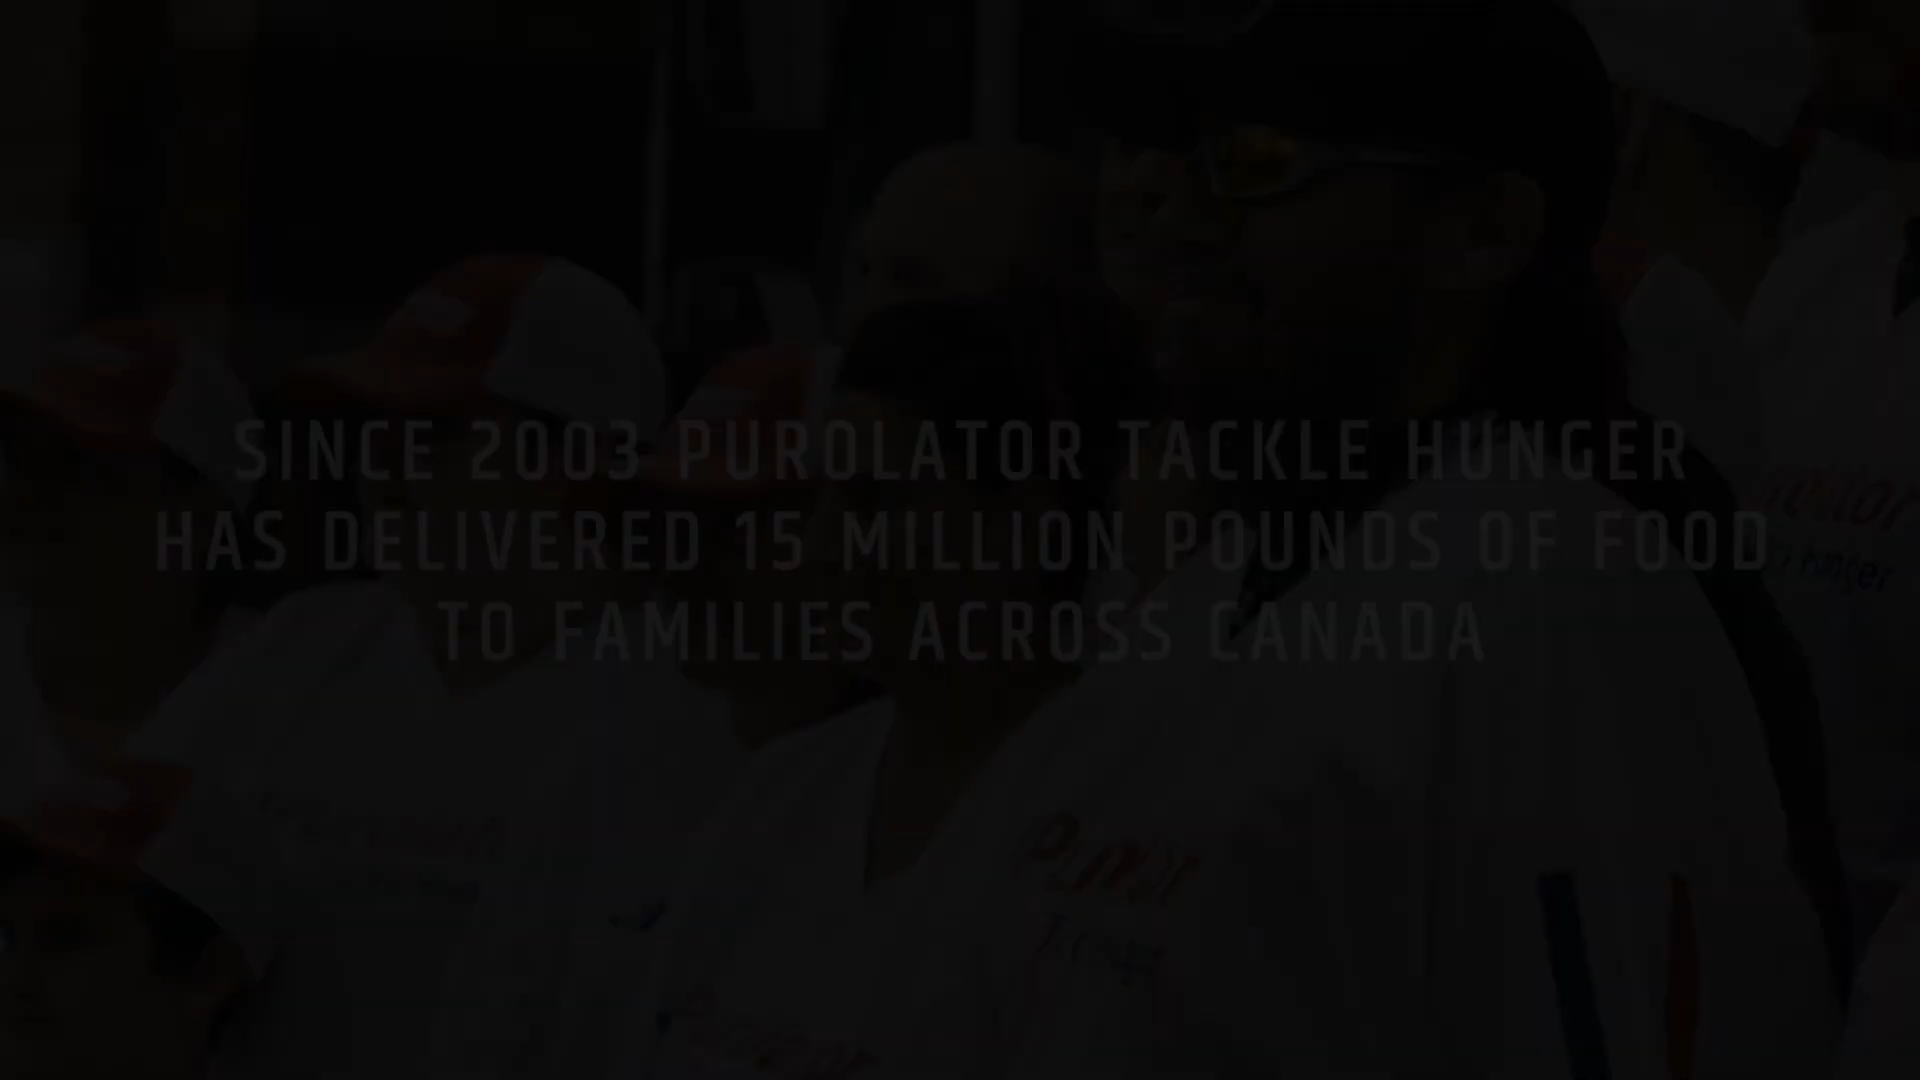 SINCE 2003 PUROLATOR TACKLE HUNGER
HAS DELIVERED 15 MILLION POUNDS OF FOOD
TO FAMILIES ACROSS CANADA